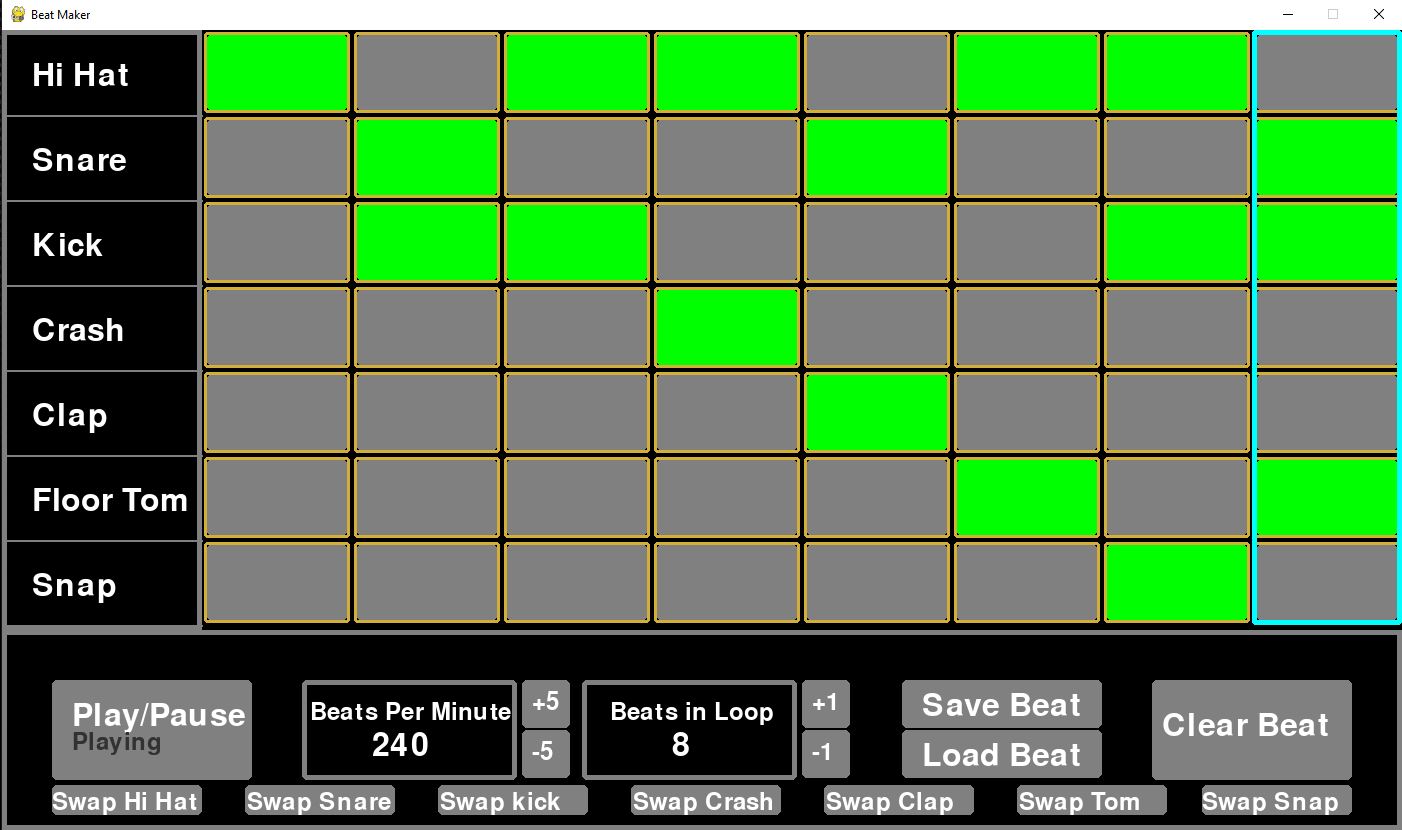 Beat Maker
Hi Hat
Snare
Kick
Crash
Clap
Floor Tom
Snap
Play/Pause
Playing
Beats Per Minute
240
+5
-5
Beats in Loop
8
+1
-1
Save Beat
Load Beat
Clear Beat
Swap Hi Hat
Swap Snare
Swap kick
Swap Crash
Swap Clap
Swap Tom
Swap Snap